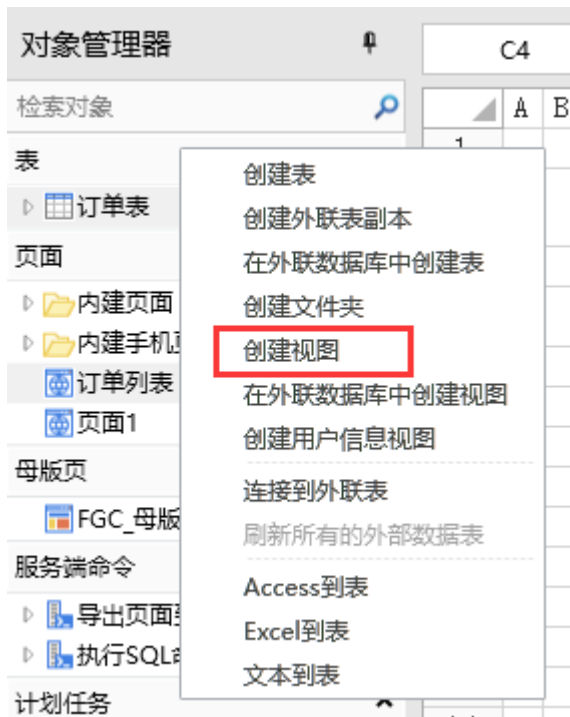 对象管理器
C4
检索对象
A B
1
表
订单表
页面
内建页面
内建手机
订单列表
页面1
母版页
FGC_母版
服务端命令
导出页面
执行SQL
计划任务
创建表
创建外联表副本
在外联数据库中创建表
创建文件夹
创建视图
在外联数据库中创建视图
创建用户信息视图
连接到外联表
刷新所有的外部数据表
Access到表
Excel到表
文本到表